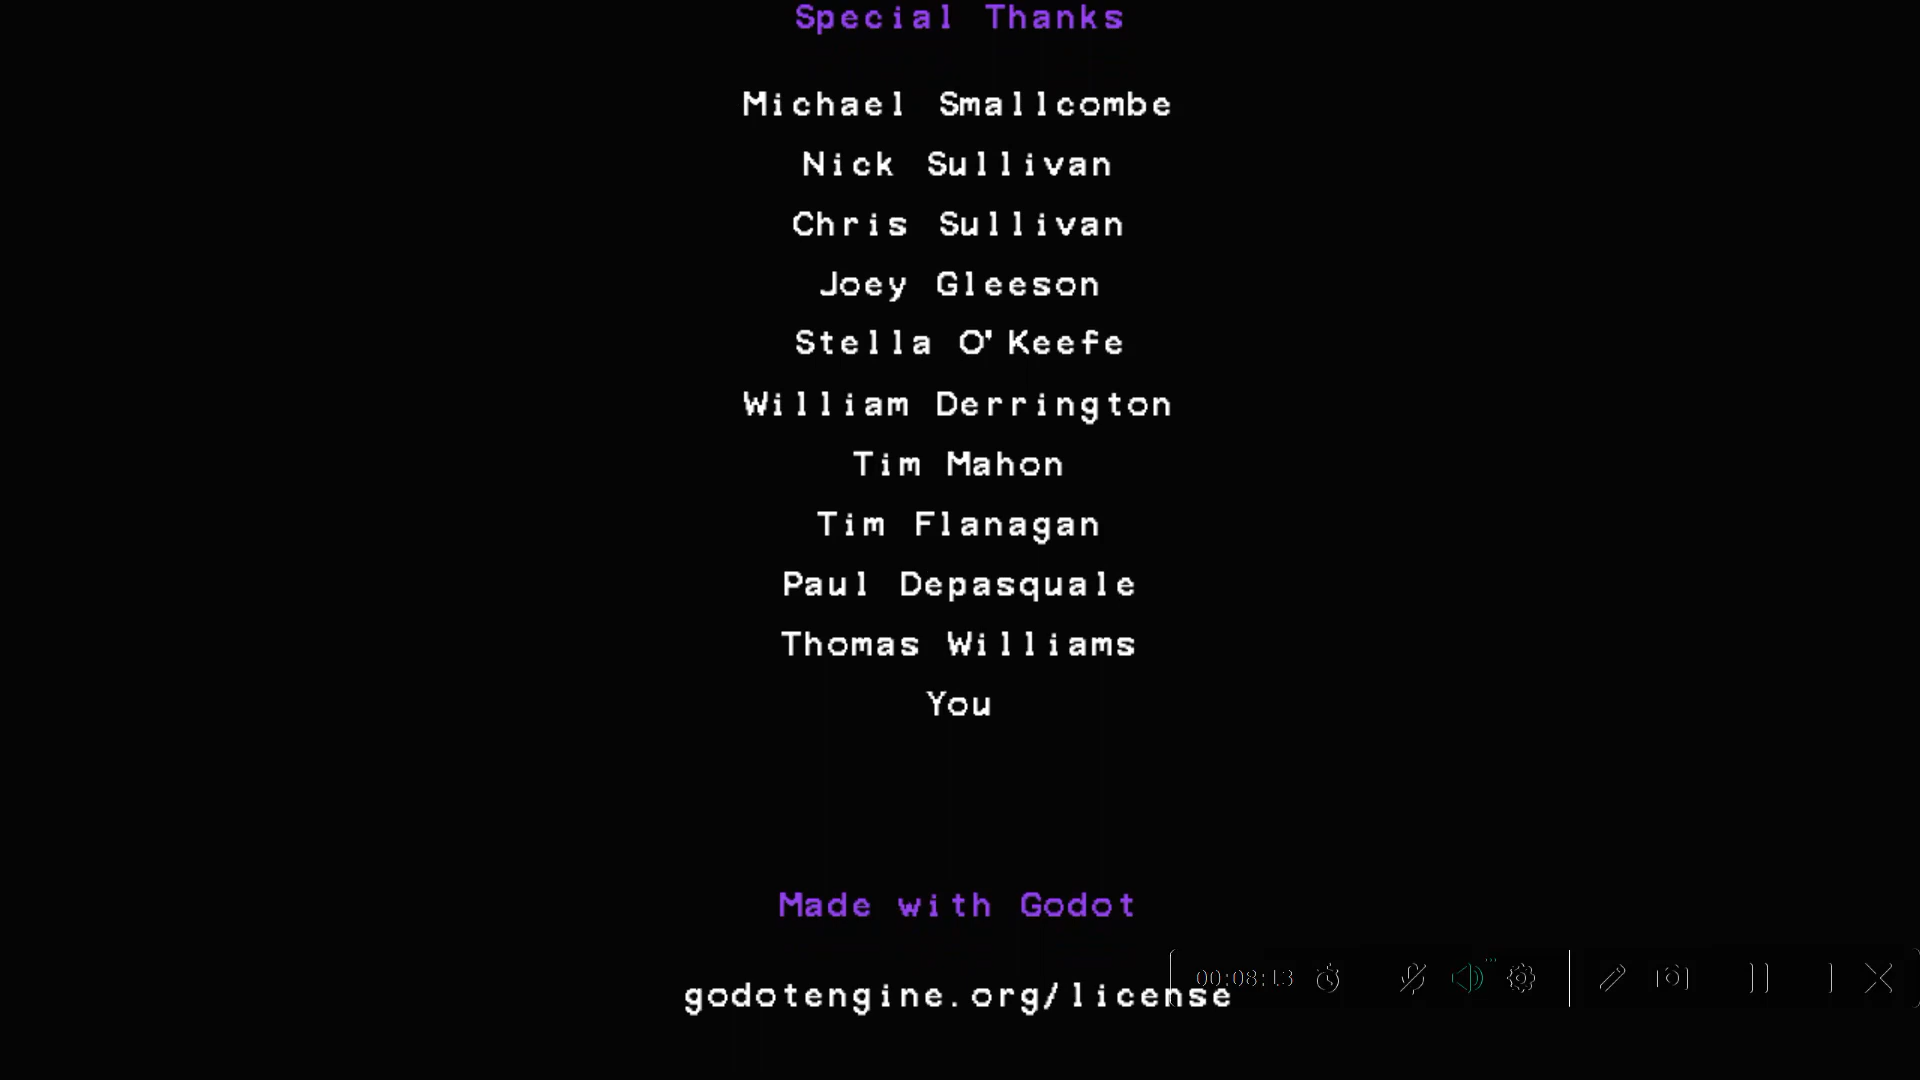 Special Thanks
Michael Smallcombe
Nick Sullivan
Chris Sullivan
Joey Gleeson
Stella O'Keefe
William Derrington
Tim Mahon
Tim Flanagan
Paul Depasquale
Thomas Williams
You
Made with Godot
00:08:13
godotengine.org/license